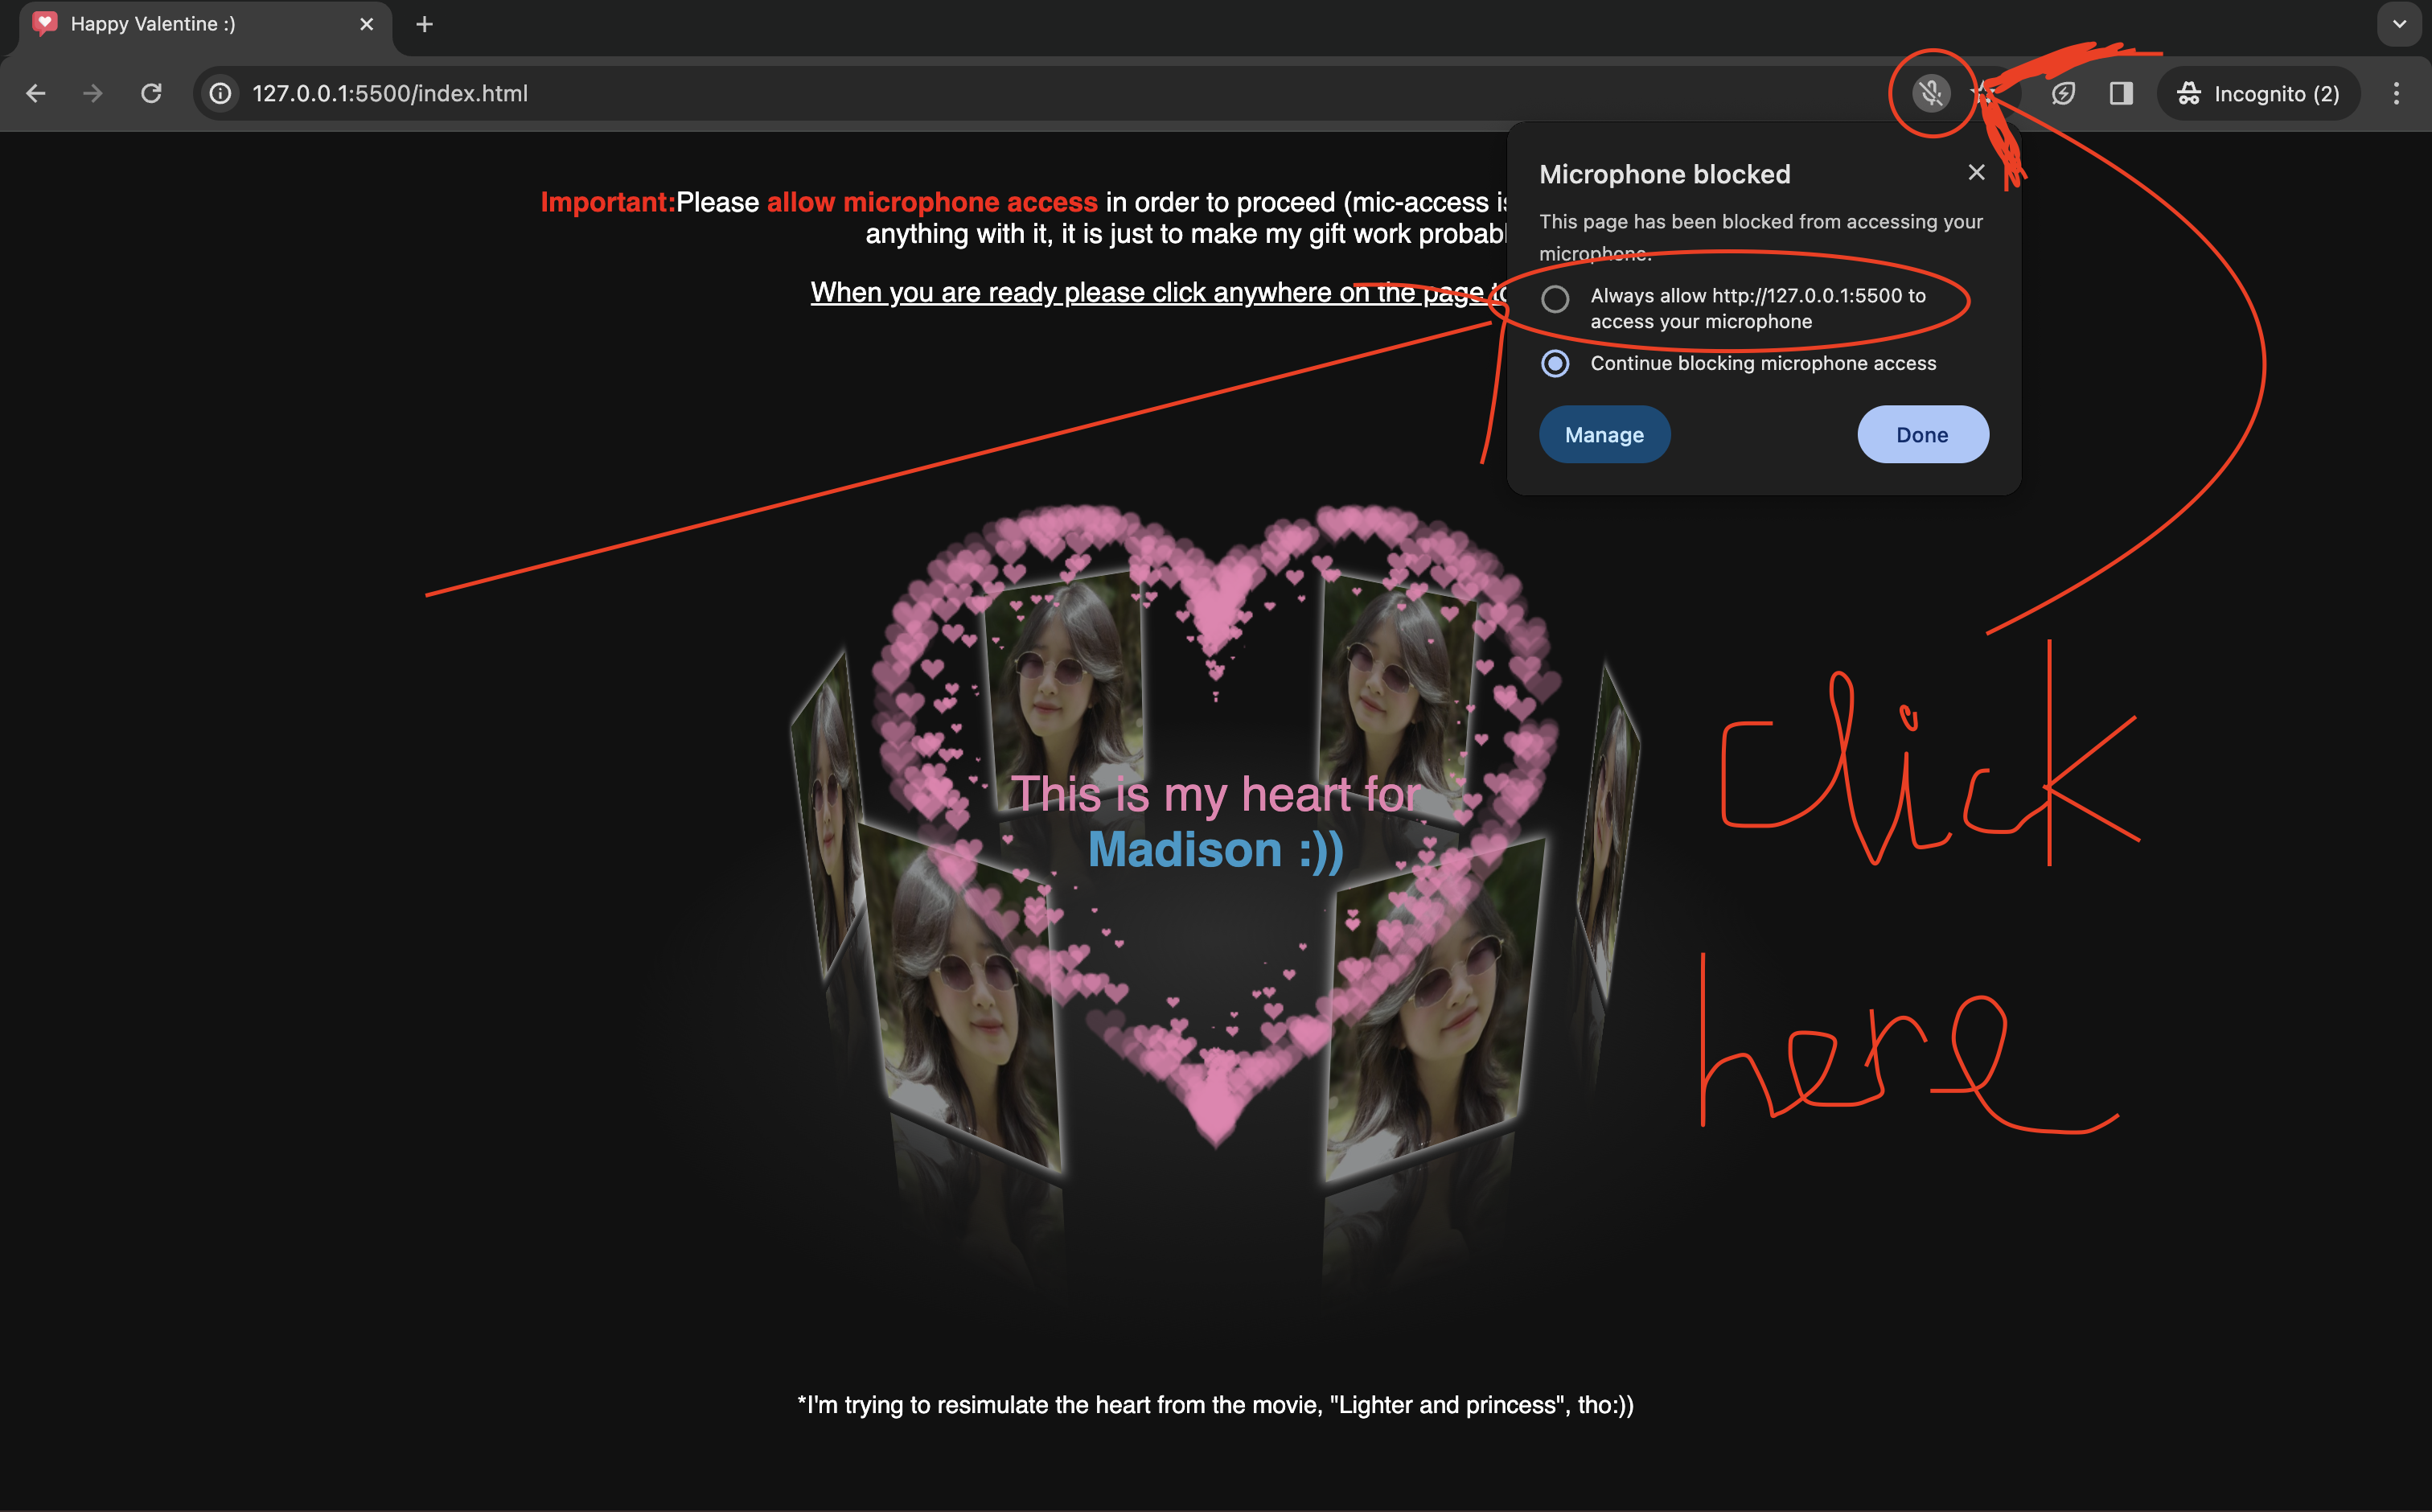 Happy Valentine :)
127.0.0.1:5500/index.html
Incognito (2)
Important:Please allow microphone access in order to proceed (mic-access
anything with it, it is just to make my gift work
When you are ready please click anywhere on the page
Microphone blocked
This page has been blocked from accessing your
microphone.
Always allow http://127.0.0.1:5500 to
access your microphone
Continue blocking microphone access
Manage
Done
This is my heart for
Madison :))
click
here
*I'm trying to resimulate the heart from the movie, "Lighter and princess", tho:))